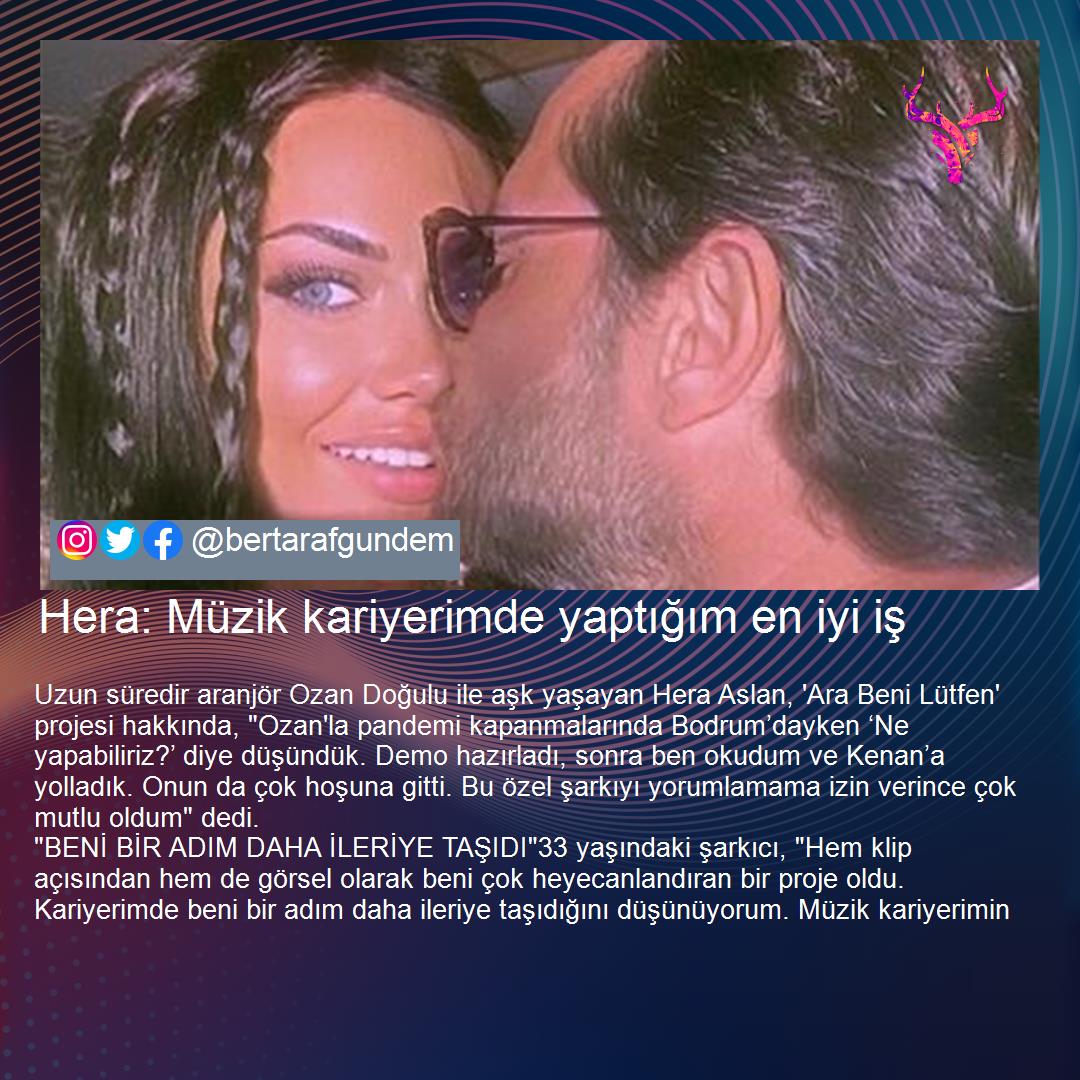 @bertarafgundem
Hera: Müzik kariyerimde yaptığım en iyi iş
Uzun süredir aranjör Ozan Doğulu ile aşk yaşayan Hera Aslan, 'Ara Beni Lütfen'
projesi hakkında, "Ozan'la pandemi kapanmalarında Bodrum’dayken ‘Ne
yapabiliriz?’ diye düşündük. Demo hazırladı, sonra ben okudum ve Kenan’a
yolladık. Onun da çok hoşuna gitti. Bu özel şarkıyı yorumlamama izin verince çok
mutlu oldum" dedi.
"BENİ BİR ADIM DAHA İLERİYE TAŞIDI"33 yaşındaki şarkıcı, "Hem klip
açısından hem de görsel olarak beni çok heyecanlandıran bir proje oldu.
Kariyerimde beni bir adım daha ileriye taşıdığını düşünüyorum. Müzik kariyerimin